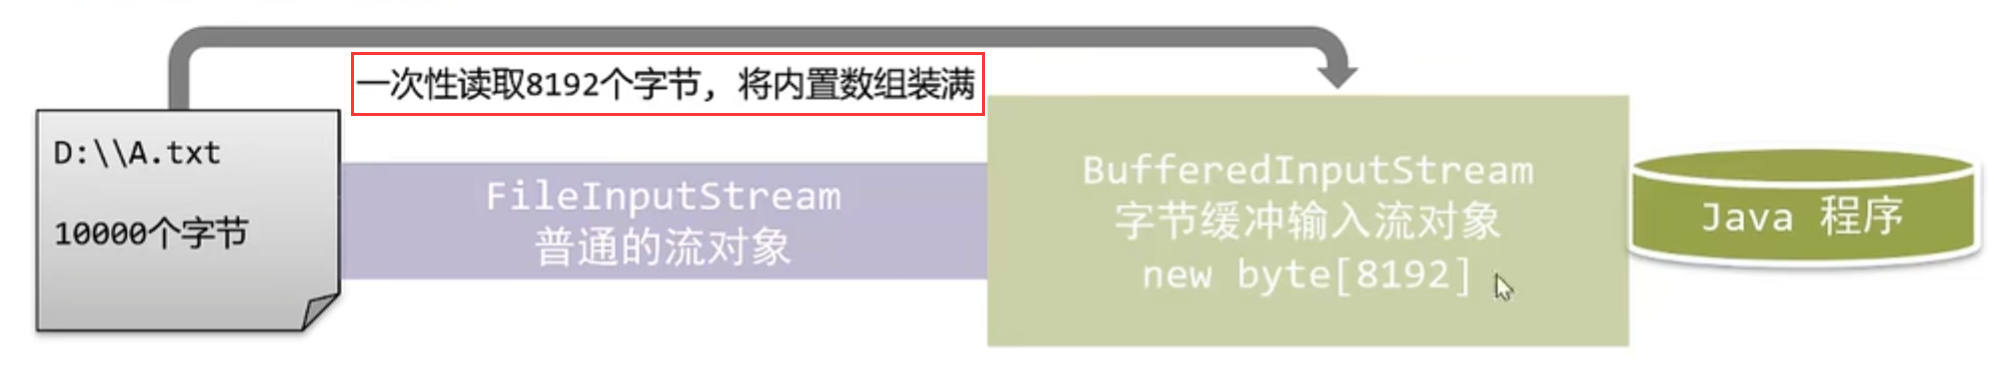 一次性读取8192个字节，将内置数组装满
D:\\A.txt
10000个字节
FileInputStream
普通的流对象
BufferedInputStream
字节缓冲输入流对象
new byte[8192]
Java 程序